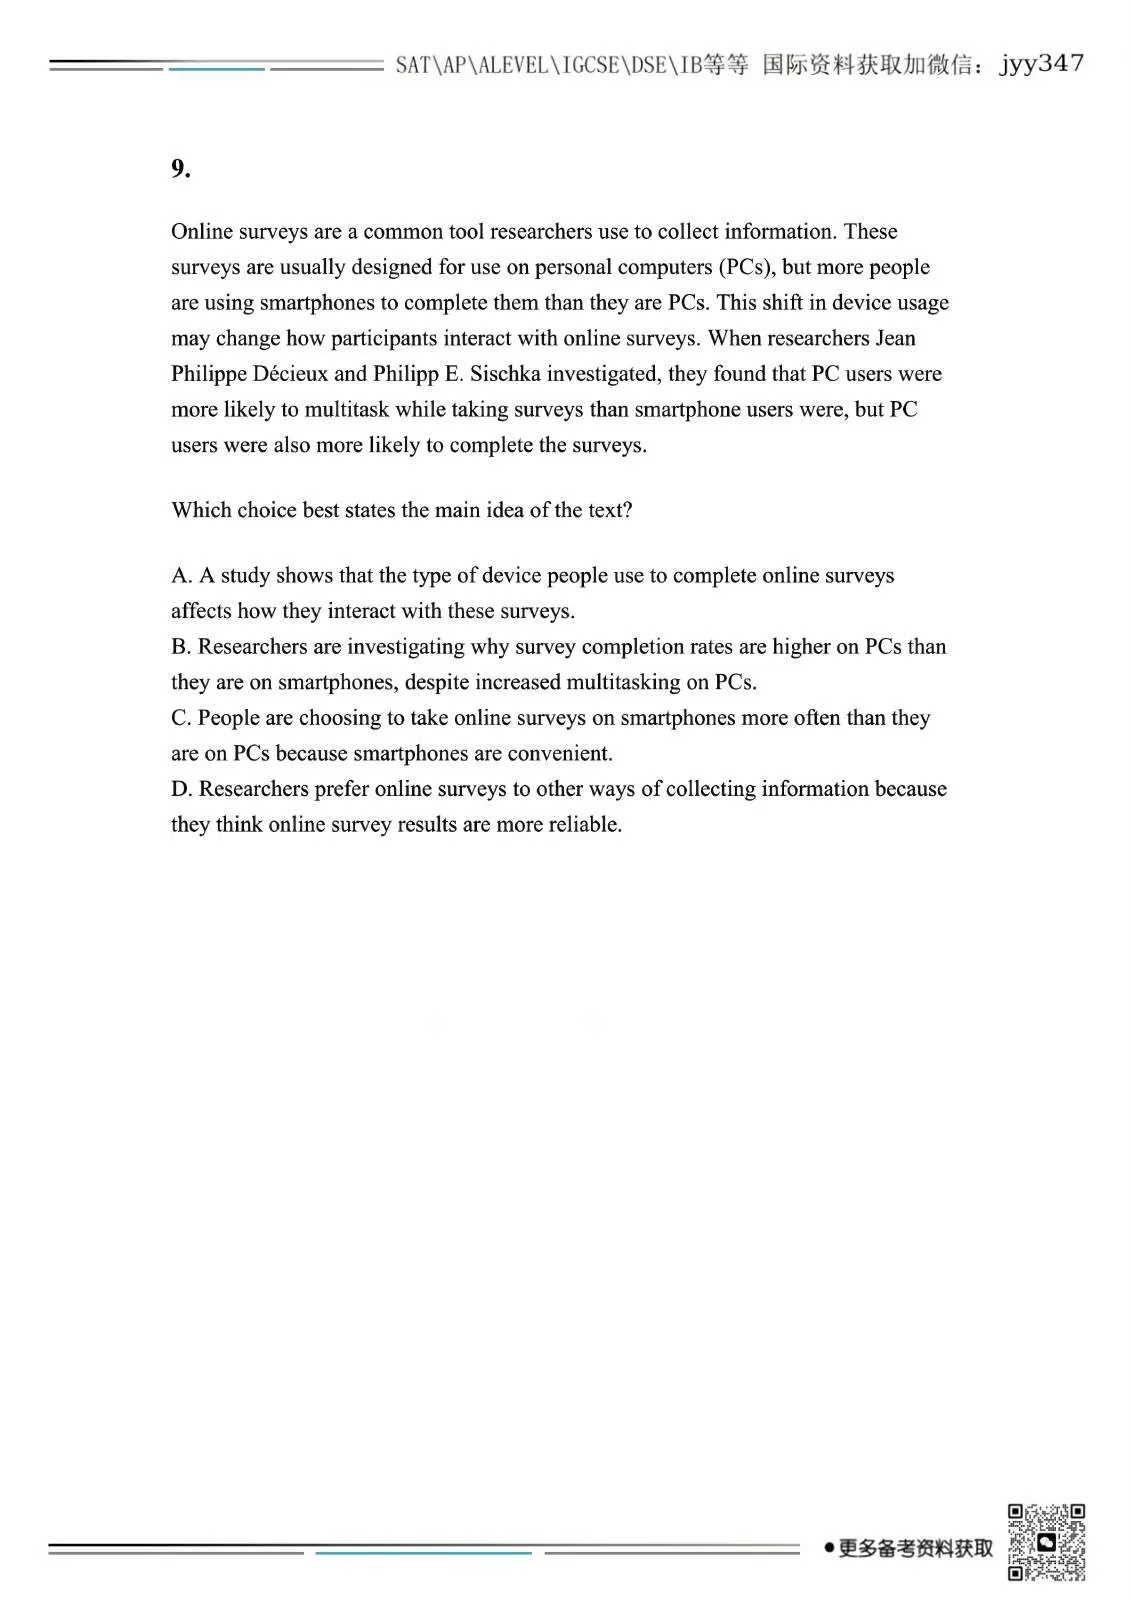 SAT\AP\ALEVEL\IGCSE\DSE\IB等等 国际资料获取加微信：jyy347
9.
Online surveys are a common tool researchers use to collect information. These
surveys are usually designed for use on personal computers (PCs), but more people
are using smartphones to complete them than they are PCs. This shift in device usage
may change how participants interact with online surveys. When researchers Jean
Philippe Décieux and Philipp E. Sischka investigated, they found that PC users were
more likely to multitask while taking surveys than smartphone users were, but PC
users were also more likely to complete the surveys.
Which choice best states the main idea of the text?
A. A study shows that the type of device people use to complete online surveys
affects how they interact with these surveys.
B. Researchers are investigating why survey completion rates are higher on PCs than
they are on smartphones, despite increased multitasking on PCs.
C. People are choosing to take online surveys on smartphones more often than they
are on PCs because smartphones are convenient.
D. Researchers prefer online surveys to other ways of collecting information because
they think online survey results are more reliable.
●更多备考资料获取